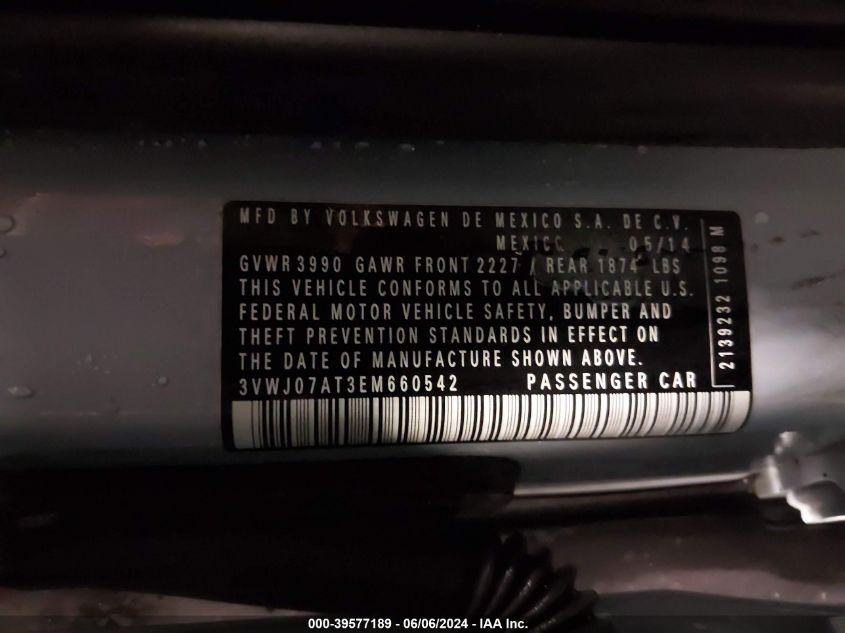 MFD BY VOLKSWAGEN DE MEXICO S.A. DE C.V.
MEXICO 05/14
GVWR 3990 GAWR FRONT 2227 / REAR 1874 LBS
THIS VEHICLE CONFORMS TO ALL APPLICABLE U.S.
FEDERAL MOTOR VEHICLE SAFETY, BUMPER AND
THEFT PREVENTION STANDARDS IN EFFECT ON
THE DATE OF MANUFACTURE SHOWN ABOVE.
3VWJ07AT3EM660542 PASSENGER CAR
2139232 1098 M
000-39577189 - 06/06/2024 - IAA Inc.